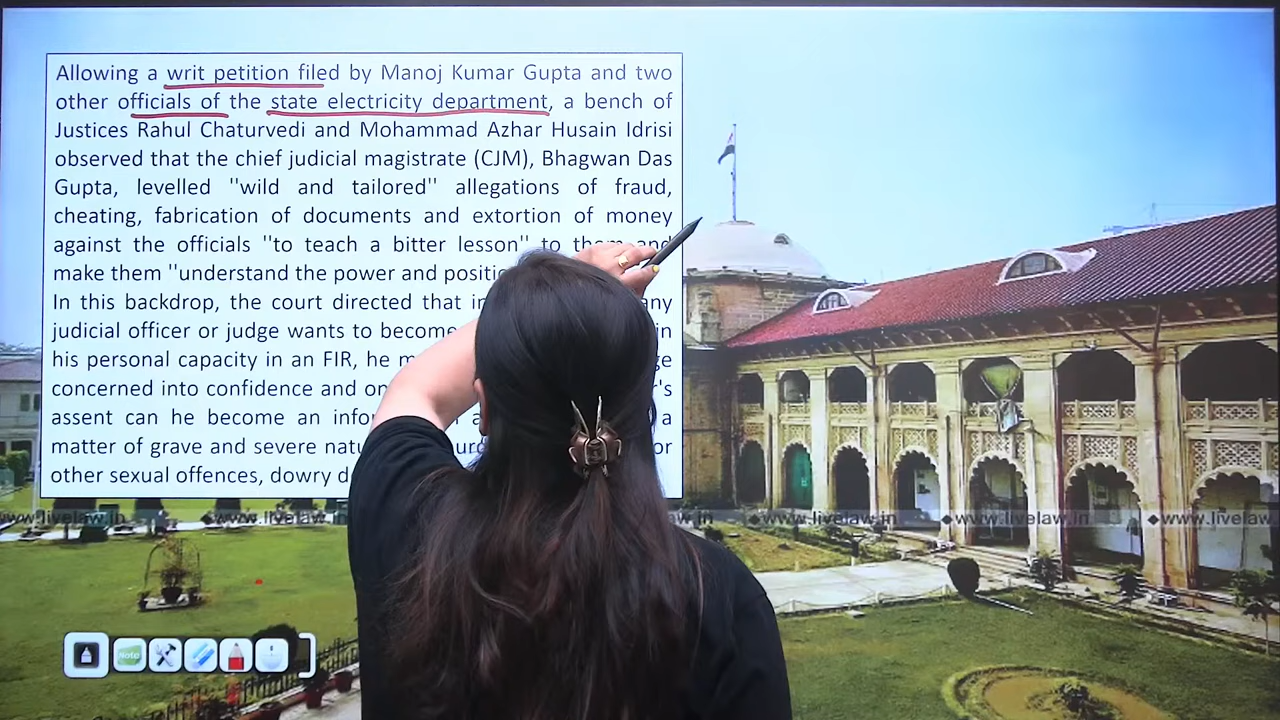 Allowing a writ petition filed by Manoj Kumar Gupta and two
other officials of the state electricity department, a bench of
Justices Rahul Chaturvedi and Mohammad Azhar Husain Idrisi
observed that the chief judicial magistrate (CJM), Bhagwan Das
Gupta, levelled "wild and tailored" allegations of fraud,
cheating, fabrication of documents and extortion of money
against the officials "to teach a bitter lesson" to them and
make them "understand the power and
In this backdrop, the court directed that any
judicial officer or judge wants to become in
his personal capacity in an FIR, he
concerned into confidence and
assent can he become an a
matter of grave and severe or
other sexual offences, dowry
www.livelaw.in ◆www.livelaw.in ◆www.livelaw.in ◆www.livelaw.in ◆www.livelaw
Note